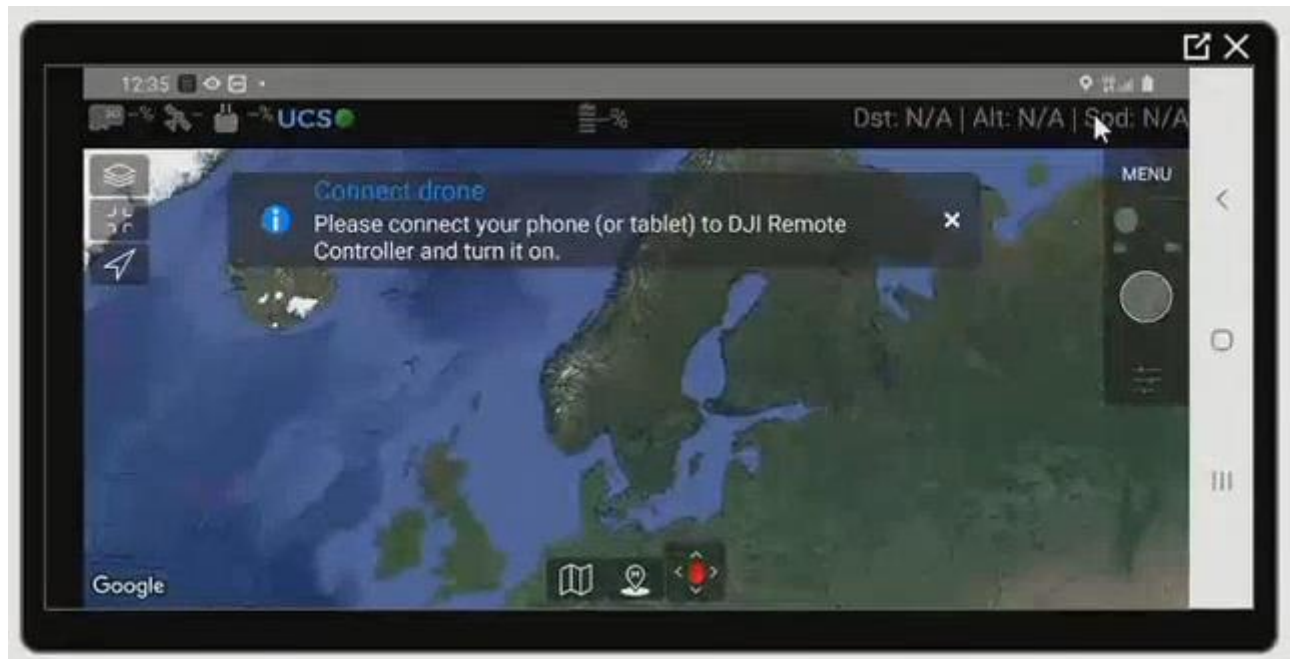 12:35
-% - -% UCS -% Dst: N/A | Alt: N/A | Spd: N/A
MENU
Connect drone
Please connect your phone (or tablet) to DJI Remote
Controller and turn it on.
Google